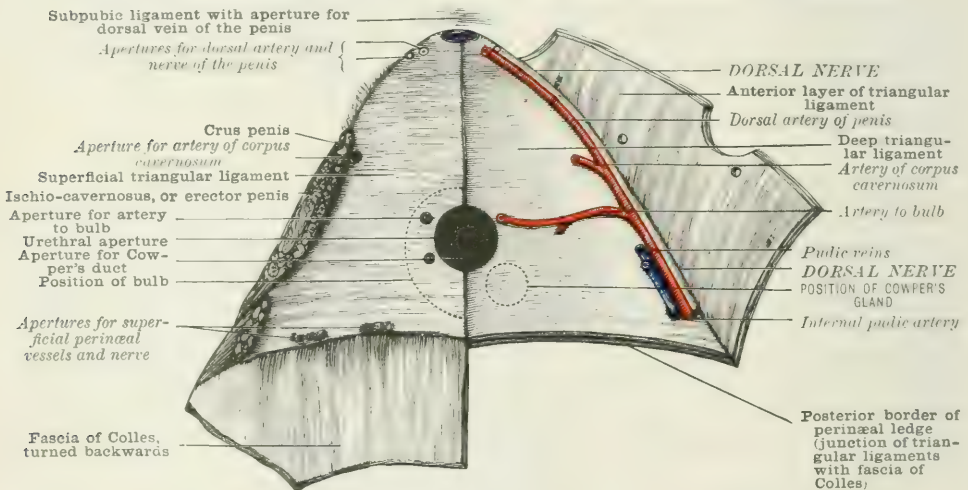 Subpubic ligament with aperture for
dorsal vein of the penis
Apertures for dorsal artery and
nerve of the penis
Crus penis
Aperture for artery of corpus
cavernosum
Superficial triangular ligament
Ischio-cavernosus, or erector penis
Aperture for artery
to bulb
Urethral aperture
Aperture for Cow-
per's duct
Position of bulb
Apertures for super-
ficial perinæal
vessels and nerve
Fascia of Colles,
turned backwards
DORSAL NERVE
Anterior layer of triangular
ligament
Dorsal artery of penis
Deep triangu-
lar ligament
Artery of corpus
cavernosum
Artery to bulb
Pudic veins
DORSAL NERVE
POSITION OF COWPER'S
GLAND
Internal pudic artery
Posterior border of
perinæal ledge
(junction of trian-
gular ligaments
with fascia of
Colles)